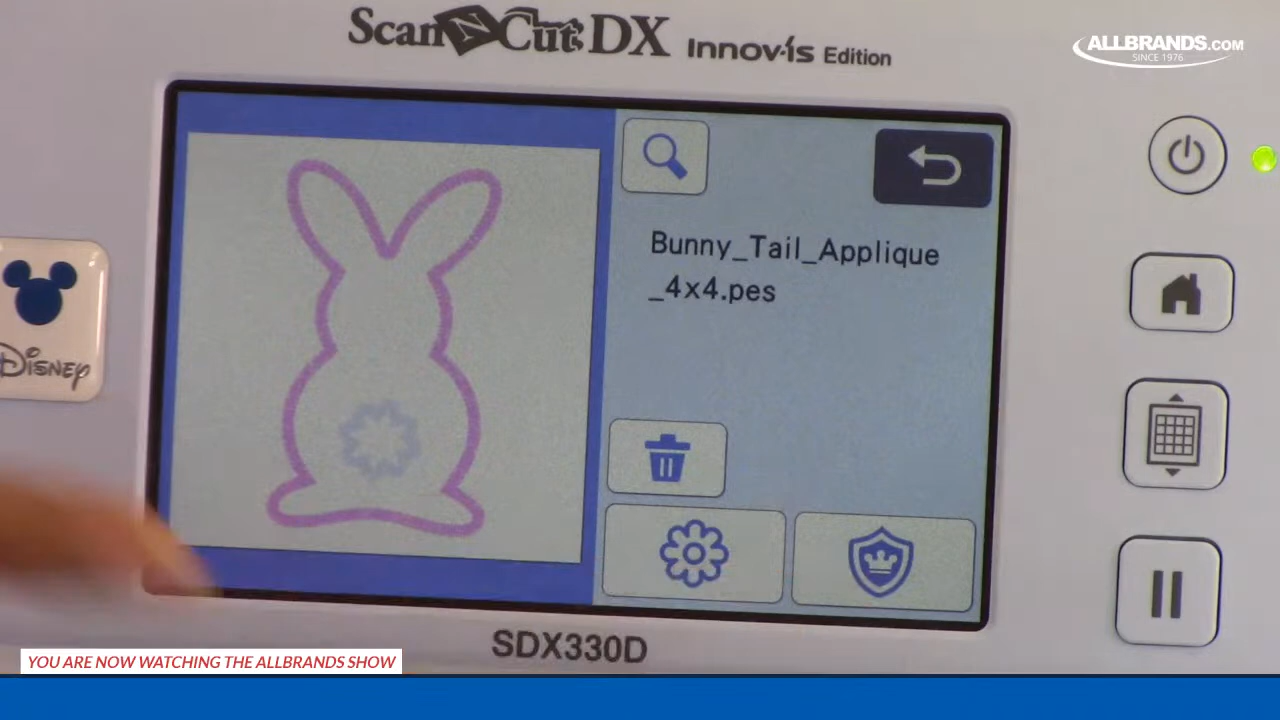 ScanNCut DX Innov-ís Edition
ALLBRANDS.COM
SINCE 1976
Bunny_Tail_Applique
_4x4.pes
Disney
SDX330D
YOU ARE NOW WATCHING THE ALLBRANDS SHOW